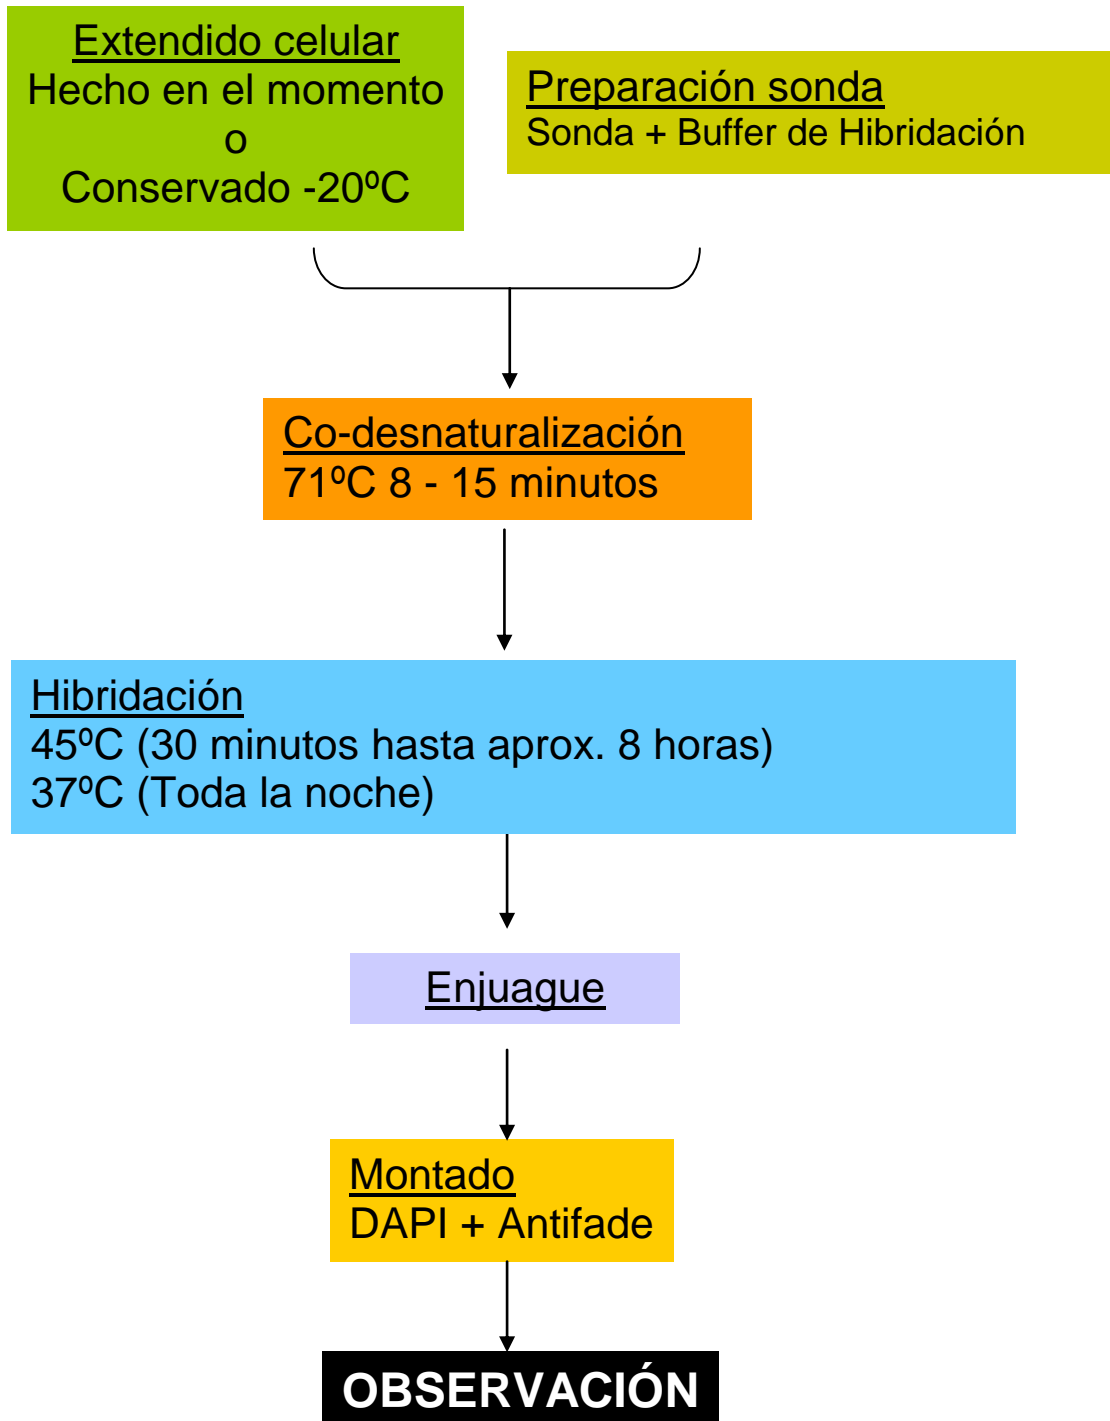 Extendido celular
Hecho en el momento
o
Conservado -20ºC
Preparación sonda
Sonda + Buffer de Hibridación
Co-desnaturalización
71ºC 8 - 15 minutos
Hibridación
45ºC (30 minutos hasta aprox. 8 horas)
37ºC (Toda la noche)
Enjuague
Montado
DAPI + Antifade
OBSERVACIÓN